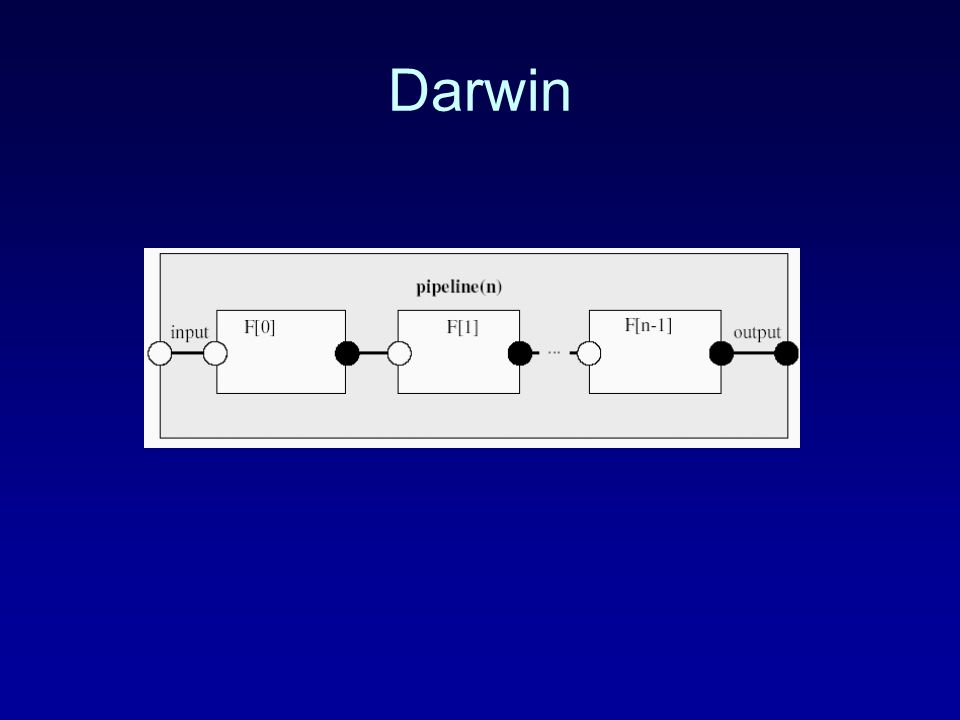 Darwin
pipeline(n)
input F[0] F[1] ... F[n-1] output